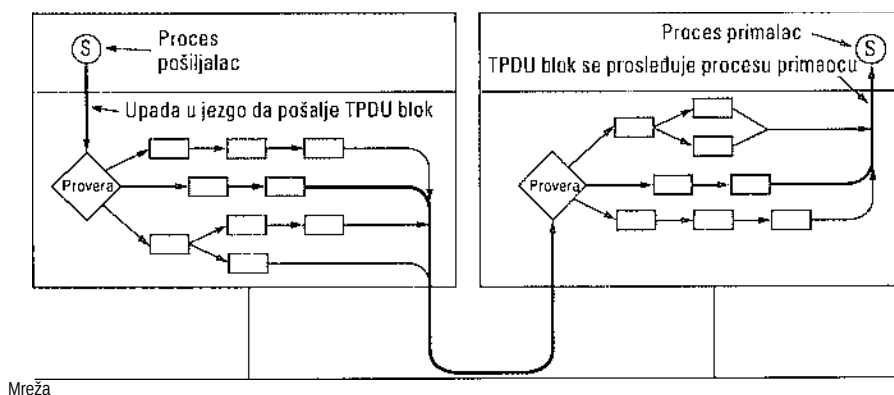 S
Proces
pošiljalac
Upada u jezgo da pošalje TPDU blok
Provera
Proces primalac
S
TPDU blok se prosleđuje procesu primaocu
Provera
Mreža